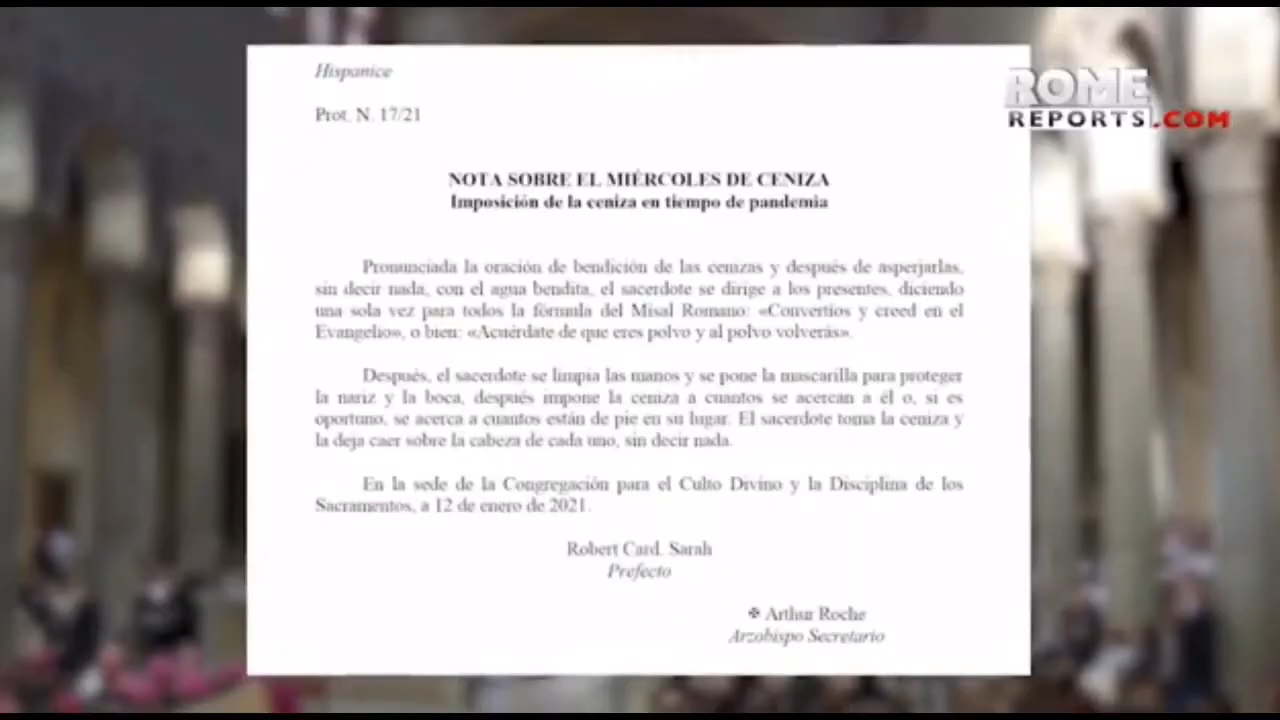 Hispanice
Prot. N. 17/21
NOTA SOBRE EL MIÉRCOLES DE CENIZA
Imposición de la ceniza en tiempo de pandemia
Pronunciada la oración de bendición de las cenizas y después de asperjarlas,
sin decir nada, con el agua bendita, el sacerdote se dirige a los presentes, diciendo
una sola vez para todos la fórmula del Misal Romano: «Convertíos y creed en el
Evangelio», o bien: «Acuérdate de que eres polvo y al polvo volverás».
Después, el sacerdote se limpia las manos y se pone la mascarilla para proteger
la nariz y la boca, después impone la ceniza a cuantos se acercan a él o, si es
oportuno, se acerca a cuantos están de pie en su lugar. El sacerdote toma la ceniza y
la deja caer sobre la cabeza de cada uno, sin decir nada.
En la sede de la Congregación para el Culto Divino y la Disciplina de los
Sacramentos, a 12 de enero de 2021.
Robert Card. Sarah
Prefecto
✠ Arthur Roche
Arzobispo Secretario
ROME
REPORTS.COM